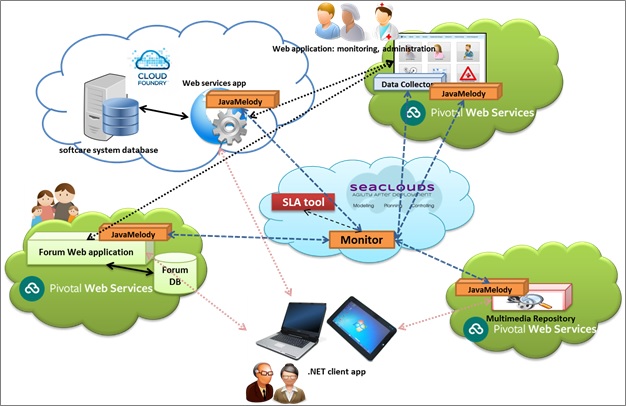 Web application: monitoring, administration
CLOUD
FOUNDRY
Web services app
JavaMelody
softcare system database
Data Collector
JavaMelody
Pivotal Web Services
SEACLOUDS
AGILITY AFTER DEPLOYMENT
Modelling Planning Controlling
SLA tool
Monitor
JavaMelody
Forum Web application
Forum
DB
Pivotal Web Services
JavaMelody
Multimedia Repository
Pivotal Web Services
.NET client app